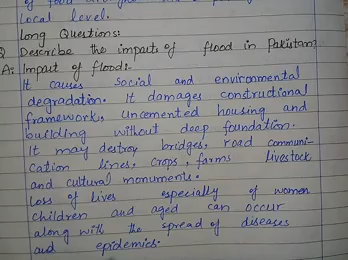 of food
Local level.
Long Questions:
Q Describe the impacts of flood in Pakistan?
A: Impact of flood:
It causes social and environmental
degradation. It damages constructional
framework, uncemented housing and
building without deep foundation.
It may destroy bridges, road communi-
cation lines, crops, farms livestock
and cultural monuments.
Loss of lives especially of women
children and aged can occur
along with the spread of diseases
and epidemics.